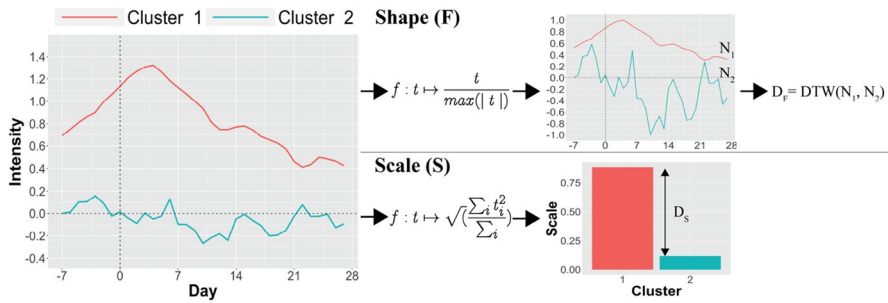 Cluster 1 Cluster 2
Intensity
1.4
1.2
1.0
0.8
0.6
0.4
0.2
0.0
-0.2
-0.4
-7 0 7 14 21 28
Day
Shape (F)
f : t ↦ t / max(| t |)
1.0
0.8
0.6
0.4
0.2
0.0
-0.2
-0.4
-0.6
-0.8
-1.0
-7 0 7 14 20 28
N₁
N₂
D_F = DTW(N₁, N₂)
Scale (S)
f : t ↦ √(∑ᵢ tᵢ² / ∑ᵢ)
Scale
0.75
0.50
0.25
0.00
D_S
1 2
Cluster